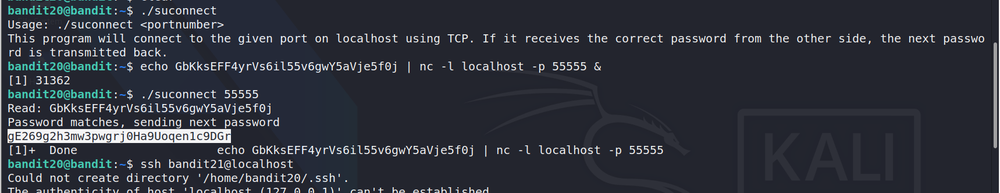 bandit20@bandit:~$ ./suconnect
Usage: ./suconnect <portnumber>
This program will connect to the given port on localhost using TCP. If it receives the correct password from the other side, the next passwo
rd is transmitted back.
bandit20@bandit:~$ echo GbKksEFF4yrVs6il55v6gwY5aVje5f0j | nc -l localhost -p 55555 &
[1] 31362
bandit20@bandit:~$ ./suconnect 55555
Read: GbKksEFF4yrVs6il55v6gwY5aVje5f0j
Password matches, sending next password
gE269g2h3mw3pwgrj0Ha9Uoqen1c9DGr
[1]+  Done                    echo GbKksEFF4yrVs6il55v6gwY5aVje5f0j | nc -l localhost -p 55555
bandit20@bandit:~$ ssh bandit21@localhost
Could not create directory '/home/bandit20/.ssh'.
The authenticity of host 'localhost (127.0.0.1)' can't be established.
KALI